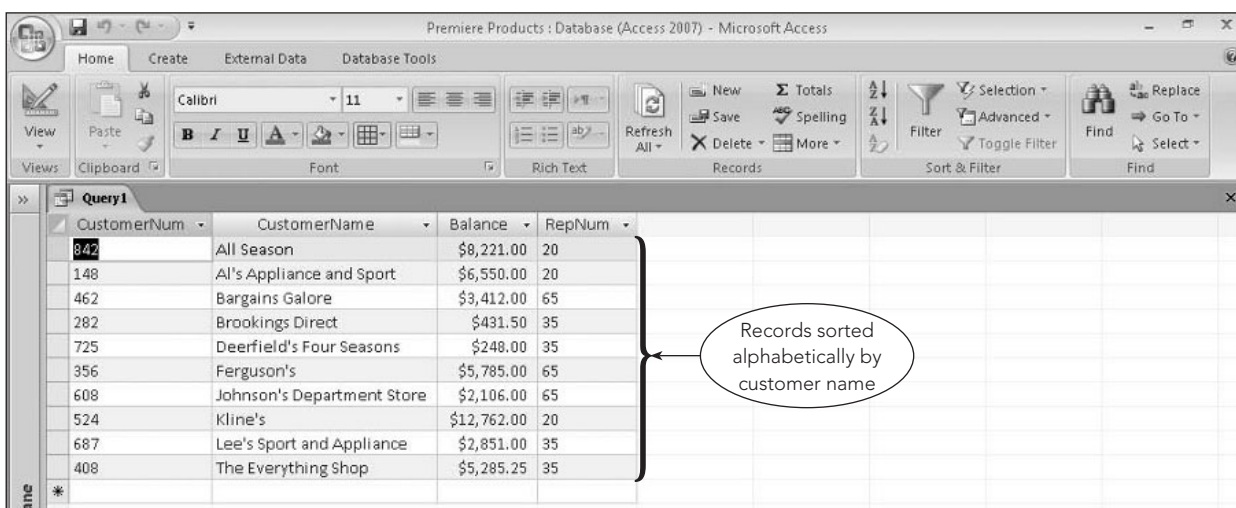 Premiere Products : Database (Access 2007) - Microsoft Access
Home Create External Data Database Tools
View
Paste
Calibri 11
B I U A
ab
Refresh All
New
Save
Delete
Σ Totals
ABC Spelling
More
A Z
Z A
Filter
Selection
Advanced
Toggle Filter
Find
Replace
Go To
Select
Views Clipboard Font Rich Text Records Sort & Filter Find
Query1
CustomerNum CustomerName Balance RepNum
842 All Season $8,221.00 20
148 Al's Appliance and Sport $6,550.00 20
462 Bargains Galore $3,412.00 65
282 Brookings Direct $431.50 35
725 Deerfield's Four Seasons $248.00 35
356 Ferguson's $5,785.00 65
608 Johnson's Department Store $2,106.00 65
524 Kline's $12,762.00 20
687 Lee's Sport and Appliance $2,851.00 35
408 The Everything Shop $5,285.25 35
Records sorted
alphabetically by
customer name